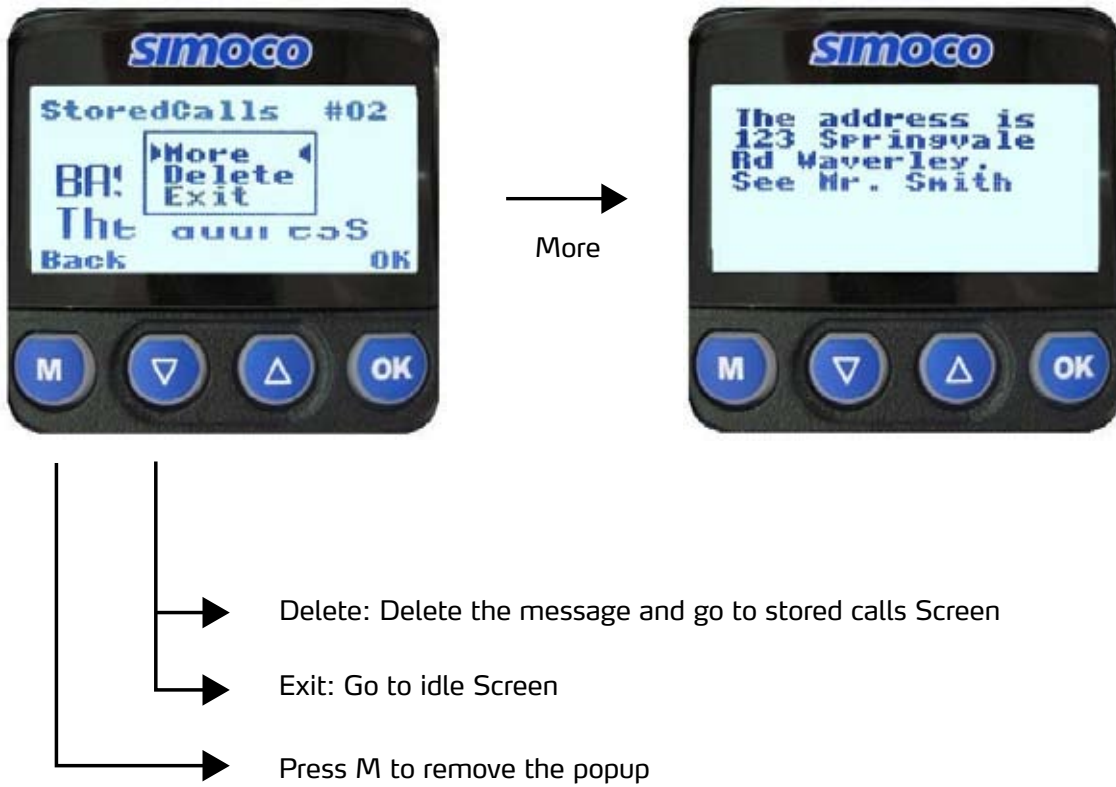 SIMOCO
StoredCalls #02
More
Delete
Exit
BA!
The
Back OK
M OK
More
SIMOCO
The address is
123 Springvale
Rd Waverley.
See Mr. Smith
M OK
Delete: Delete the message and go to stored calls Screen
Exit: Go to idle Screen
Press M to remove the popup